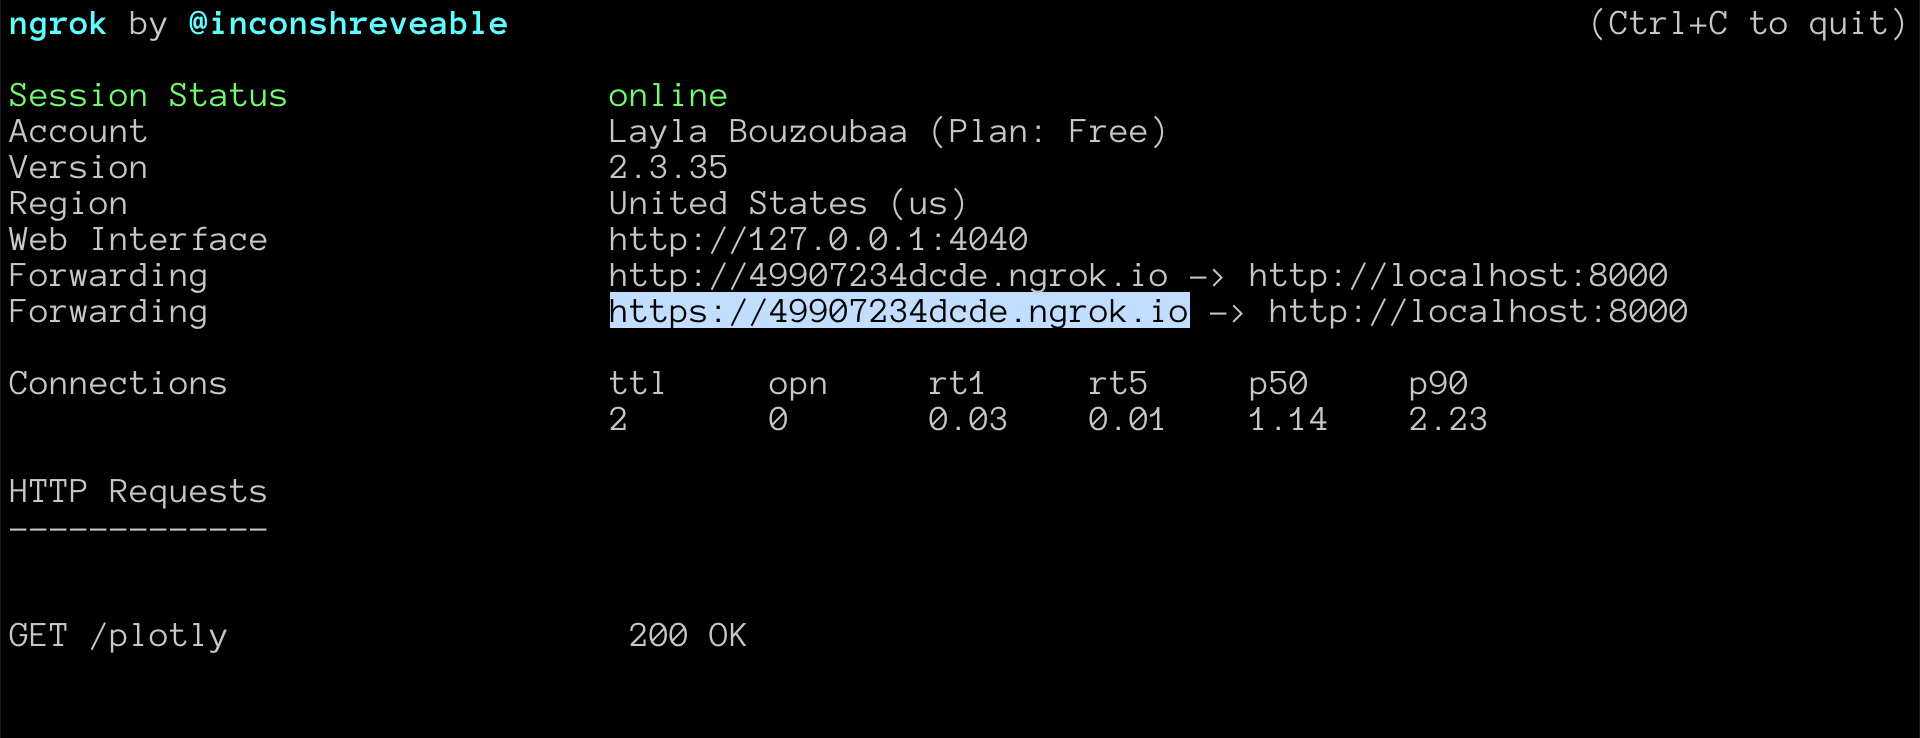 ngrok by @inconshreveable (Ctrl+C to quit)
Session Status online
Account Layla Bouzoubaa (Plan: Free)
Version 2.3.35
Region United States (us)
Web Interface http://127.0.0.1:4040
Forwarding http://49907234dcde.ngrok.io -> http://localhost:8000
Forwarding https://49907234dcde.ngrok.io -> http://localhost:8000
Connections ttl opn rt1 rt5 p50 p90
2 0 0.03 0.01 1.14 2.23
HTTP Requests
-------------
GET /plotly 200 OK